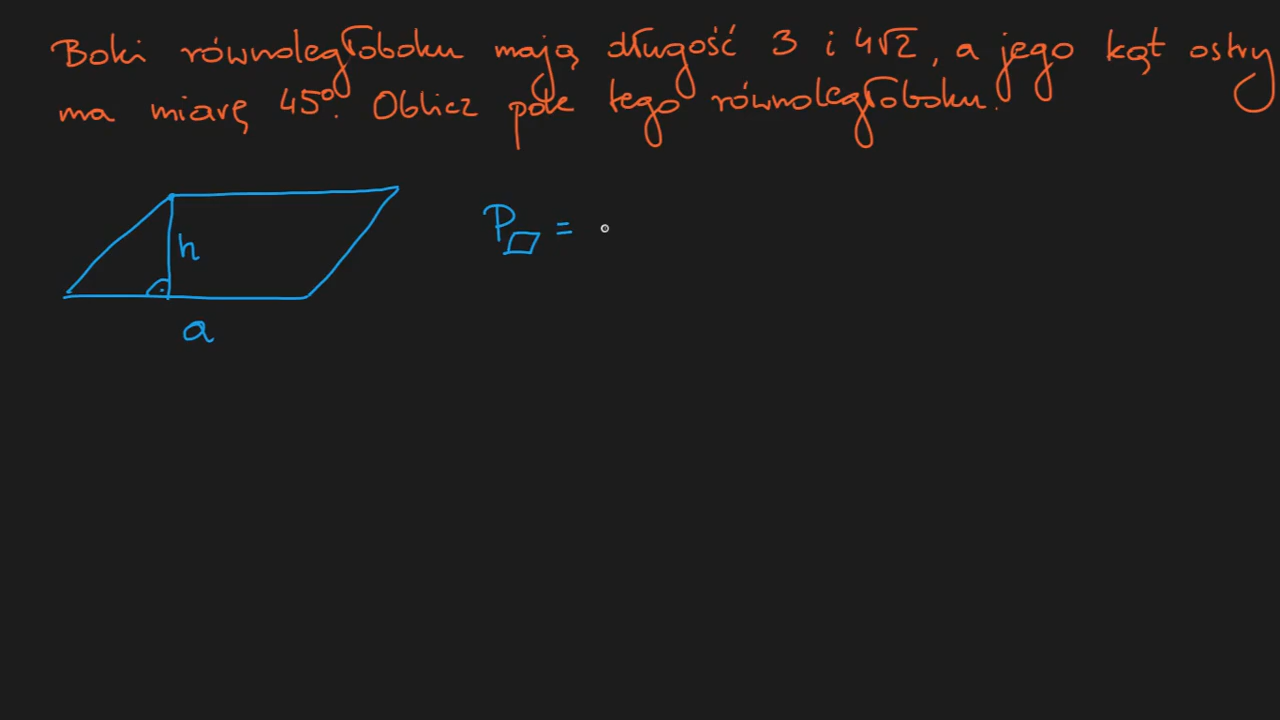 Boki równoległoboku mają długość 3 i 4√2, a jego kąt ostry
ma miarę 45°. Oblicz pole tego równoległoboku.
h
P▱ =
a